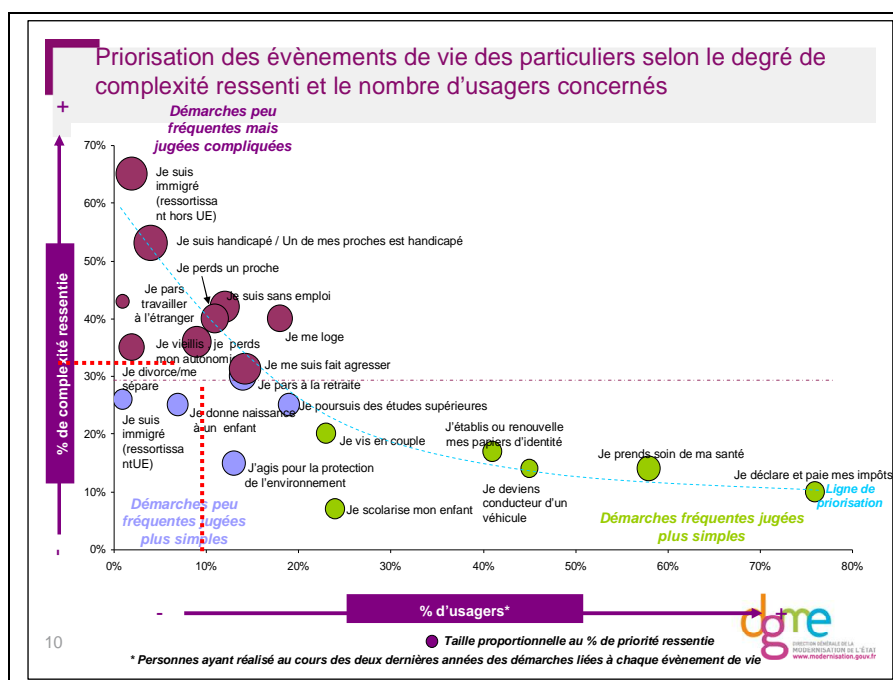 Priorisation des évènements de vie des particuliers selon le degré de
complexité ressenti et le nombre d'usagers concernés
+
Démarches peu
fréquentes mais
jugées compliquées
% de complexité ressentie
-
70%
60%
50%
40%
30%
20%
10%
0%
Je suis
immigré
(ressortissa
nt hors UE)
Je suis handicapé / Un de mes proches est handicapé
Je perds un proche
Je pars
travailler
à l'étranger
Je suis sans emploi
Je me loge
Je vieillis, je perds
mon autonomie
Je me suis fait agresser
Je divorce/me
sépare
Je pars à la retraite
Je suis
immigré
(ressortissa
ntUE)
Je donne naissance
à un enfant
Je poursuis des études supérieures
Je vis en couple
J'établis ou renouvelle
mes papiers d'identité
J'agis pour la protection
de l'environnement
Je prends soin de ma santé
Je deviens
conducteur d'un
véhicule
Je déclare et paie mes impôts
Ligne de
priorisation
Je scolarise mon enfant
Démarches peu
fréquentes jugées
plus simples
Démarches fréquentes jugées
plus simples
0%
10%
20%
30%
40%
50%
60%
70%
80%
-
% d'usagers*
+
Taille proportionnelle au % de priorité ressentie
* Personnes ayant réalisé au cours des deux dernières années des démarches liées à chaque évènement de vie
10
dgme
DIRECTION GÉNÉRALE DE LA
MODERNISATION DE L'ÉTAT
www.modernisation.gouv.fr